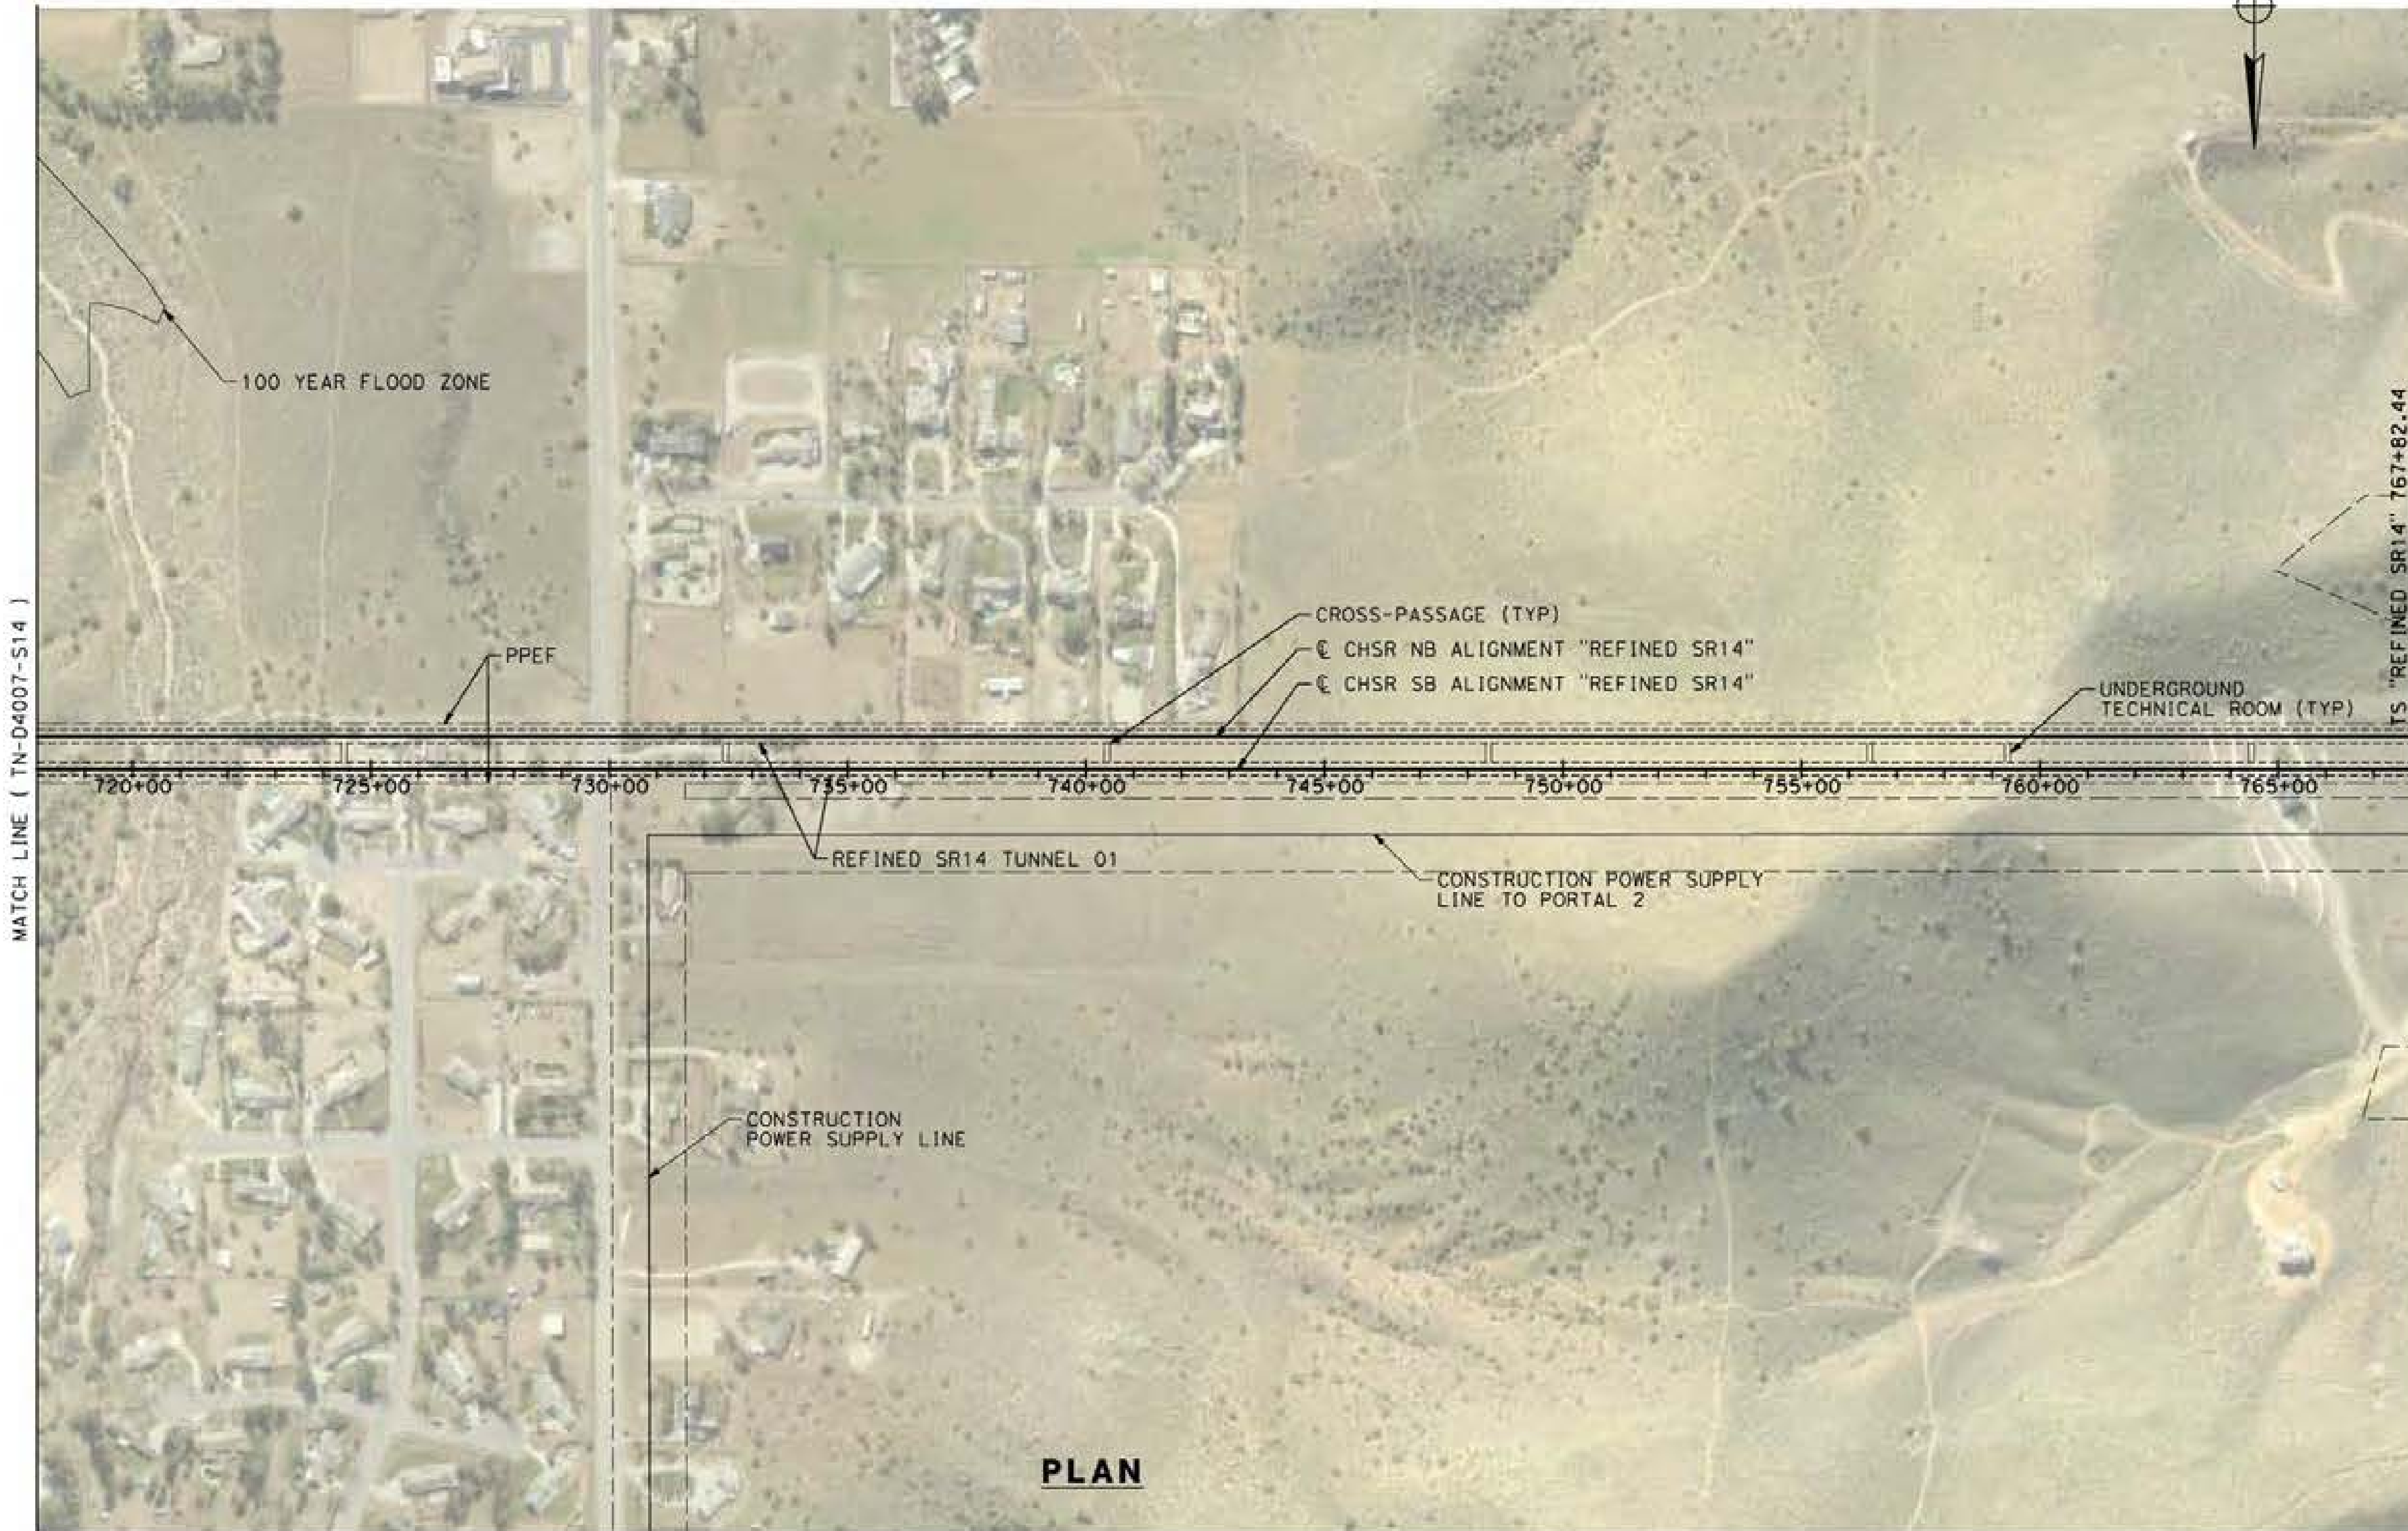 MATCH LINE ( TN-D4007-S14 )
100 YEAR FLOOD ZONE
TS "REFINED SR14" 767+82.44
CROSS-PASSAGE (TYP)
℄ CHSR NB ALIGNMENT "REFINED SR14"
℄ CHSR SB ALIGNMENT "REFINED SR14"
PPEF
UNDERGROUND
TECHNICAL ROOM (TYP)
720+00 725+00 730+00 735+00 740+00 745+00 750+00 755+00 760+00 765+00
REFINED SR14 TUNNEL 01
CONSTRUCTION POWER SUPPLY
LINE TO PORTAL 2
CONSTRUCTION
POWER SUPPLY LINE
PLAN